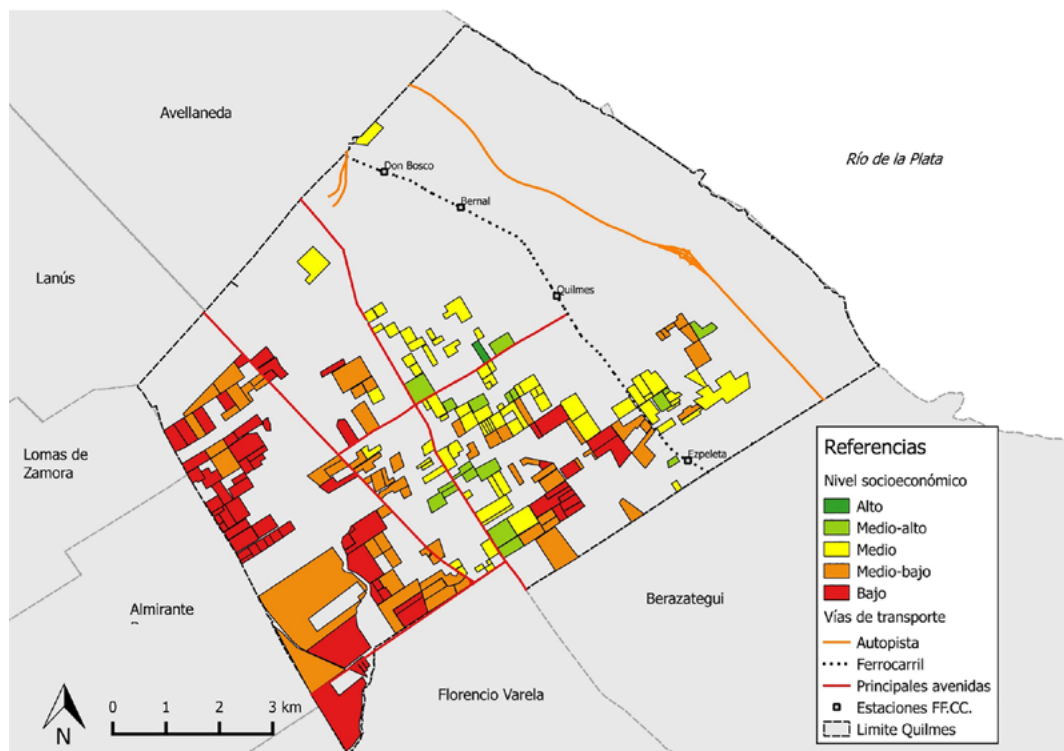 Avellaneda
Río de la Plata
Don Bosco
Bernal
Lanús
Quilmes
Lomas de
Zamora
Ezpeleta
Almirante
Berazategui
Florencio Varela
Referencias
Nivel socioeconómico
Alto
Medio-alto
Medio
Medio-bajo
Bajo
Vías de transporte
Autopista
Ferrocarril
Principales avenidas
Estaciones FF.CC.
Limite Quilmes
0 1 2 3 km
N